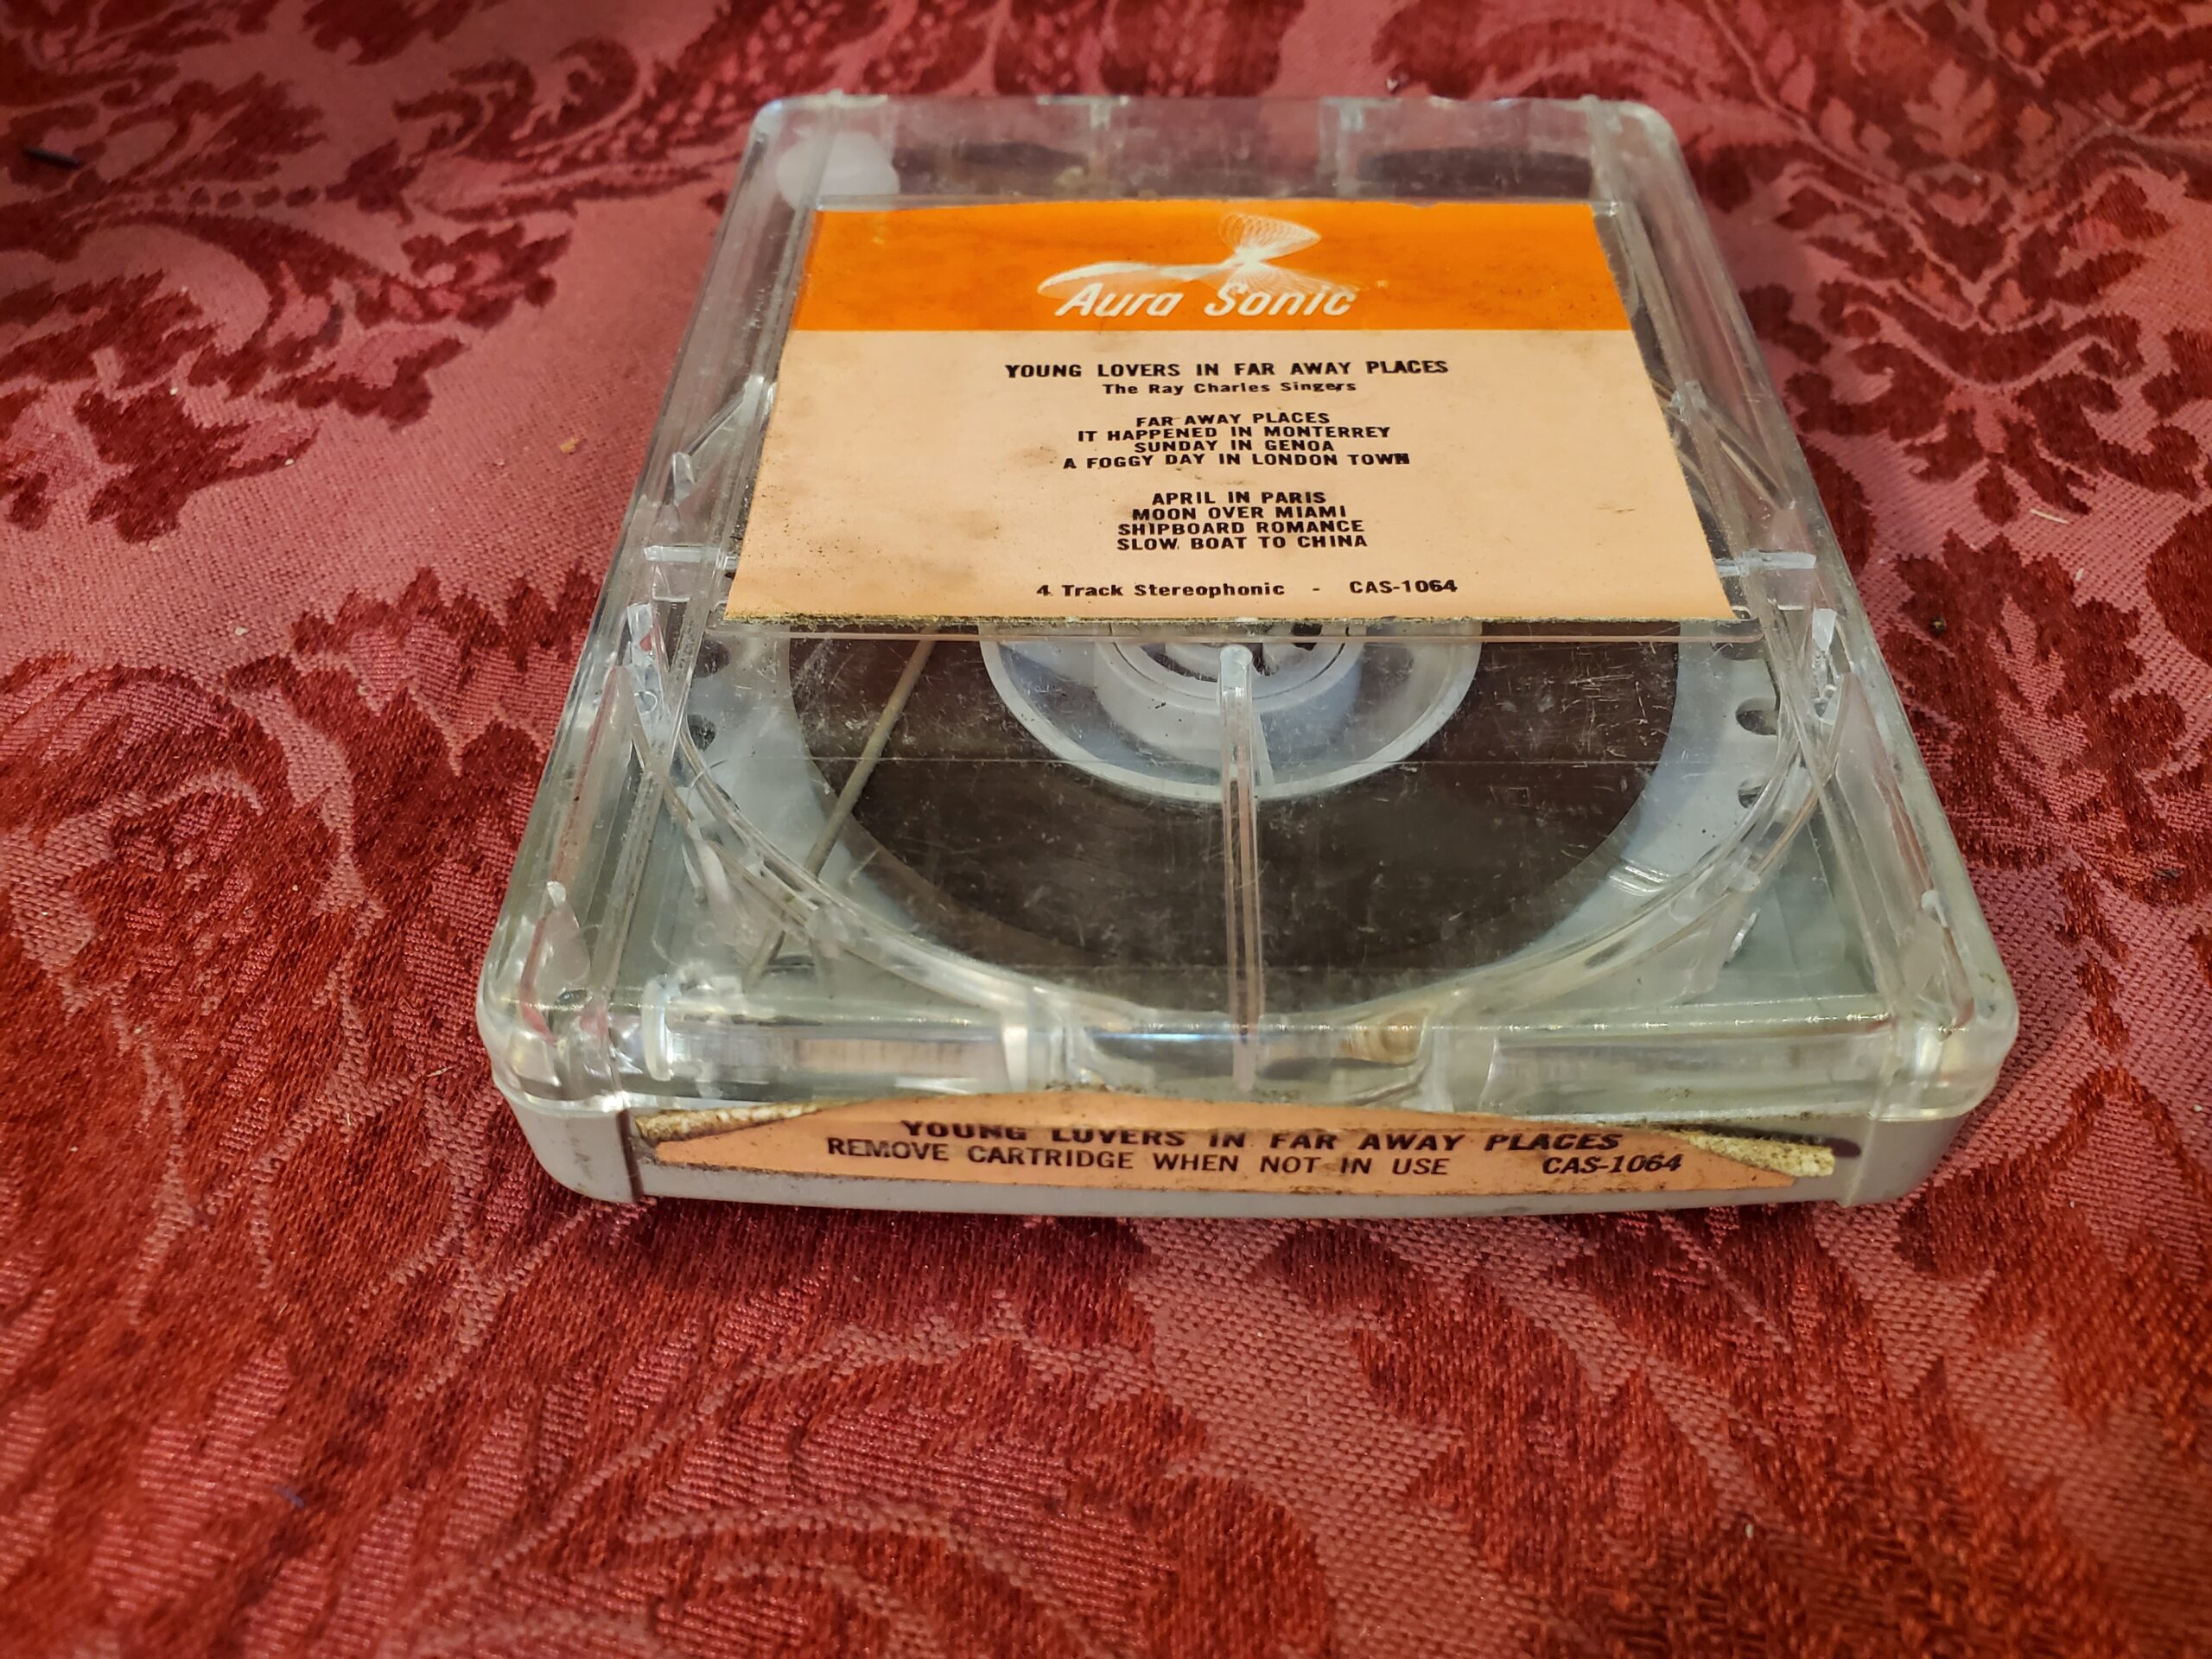 Aura Sonic
YOUNG LOVERS IN FAR AWAY PLACES
The Ray Charles Singers
FAR AWAY PLACES
IT HAPPENED IN MONTERREY
SUNDAY IN GENOA
A FOGGY DAY IN LONDON TOWN
APRIL IN PARIS
MOON OVER MIAMI
SHIPBOARD ROMANCE
SLOW BOAT TO CHINA
4 Track Stereophonic - CAS-1064
YOUNG LOVERS IN FAR AWAY PLACES
REMOVE CARTRIDGE WHEN NOT IN USE CAS-1064